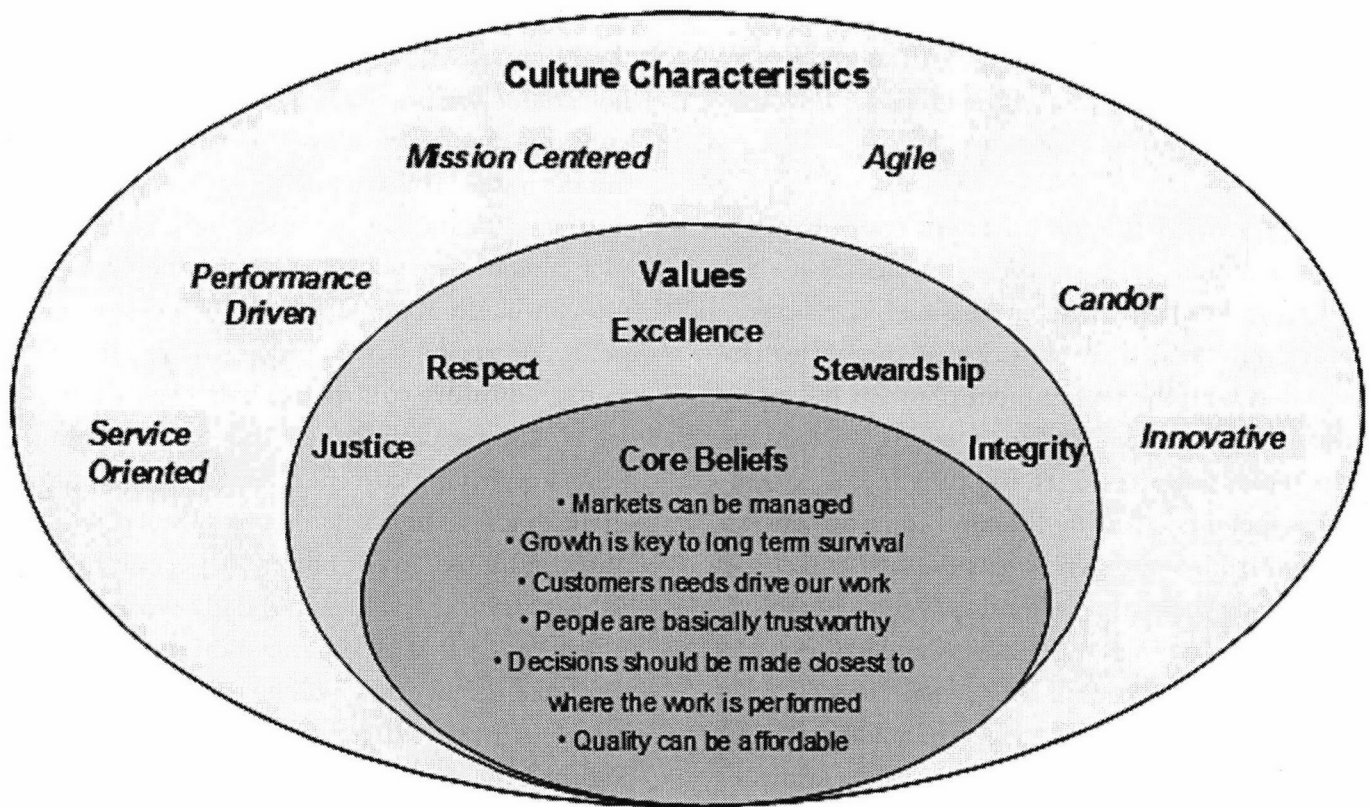 Culture Characteristics
Mission Centered
Agile
Performance
Driven
Candor
Service
Oriented
Innovative
Values
Excellence
Respect
Stewardship
Justice
Integrity
Core Beliefs
• Markets can be managed
• Growth is key to long term survival
• Customers needs drive our work
• People are basically trustworthy
• Decisions should be made closest to
where the work is performed
• Quality can be affordable